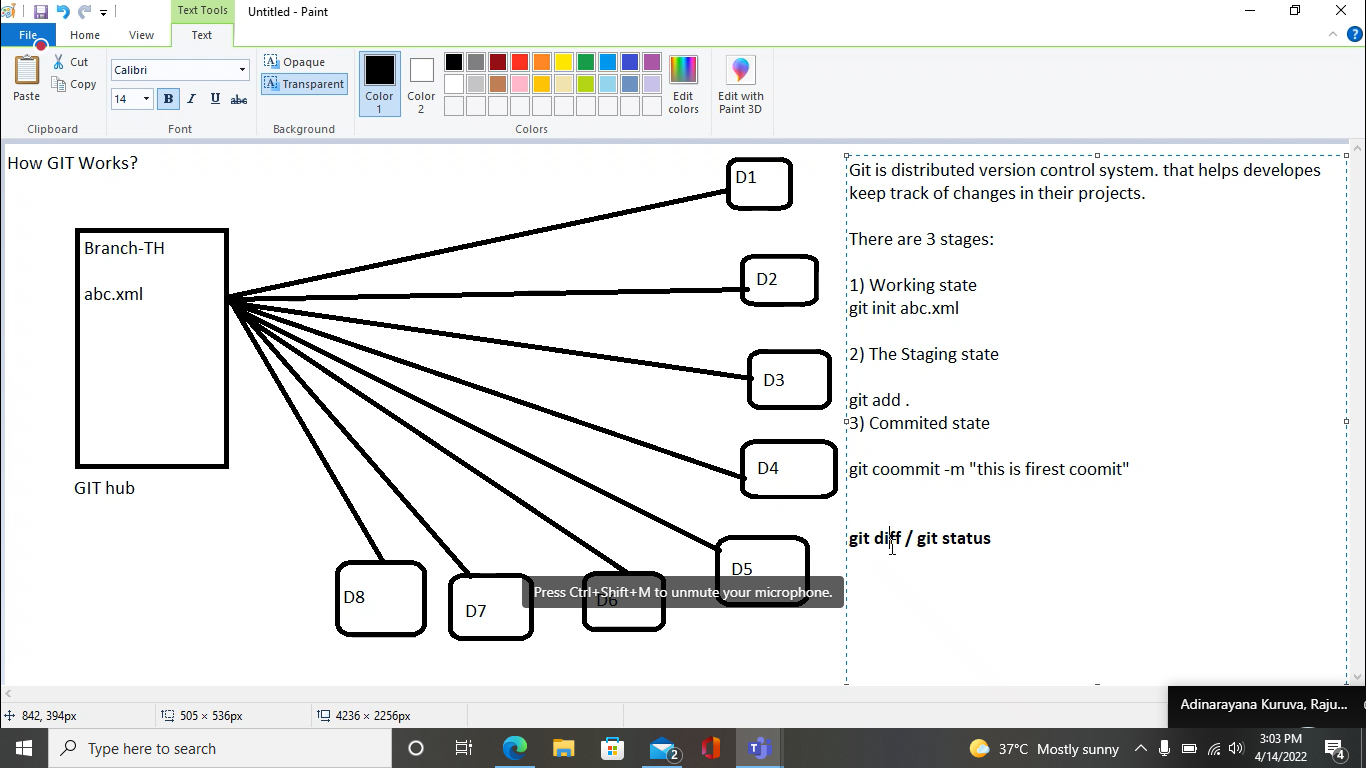 Text Tools
Untitled - Paint
File
Home
View
Text
Paste
Cut
Copy
Clipboard
Calibri
14
B I U abc
Font
Opaque
Transparent
Background
Color 1
Color 2
Edit colors
Colors
Edit with Paint 3D
How GIT Works?
Branch-TH
abc.xml
GIT hub
D1
D2
D3
D4
D5
D6
D7
D8
Press Ctrl+Shift+M to unmute your microphone.
Git is distributed version control system. that helps developes
keep track of changes in their projects.
There are 3 stages:
1) Working state
git init abc.xml
2) The Staging state
git add .
3) Commited state
git coommit -m "this is firest coomit"
git diff / git status
842, 394px
505 × 536px
4236 × 2256px
Adinarayana Kuruva, Raju...
Type here to search
2
37°C Mostly sunny
3:03 PM
4/14/2022
4